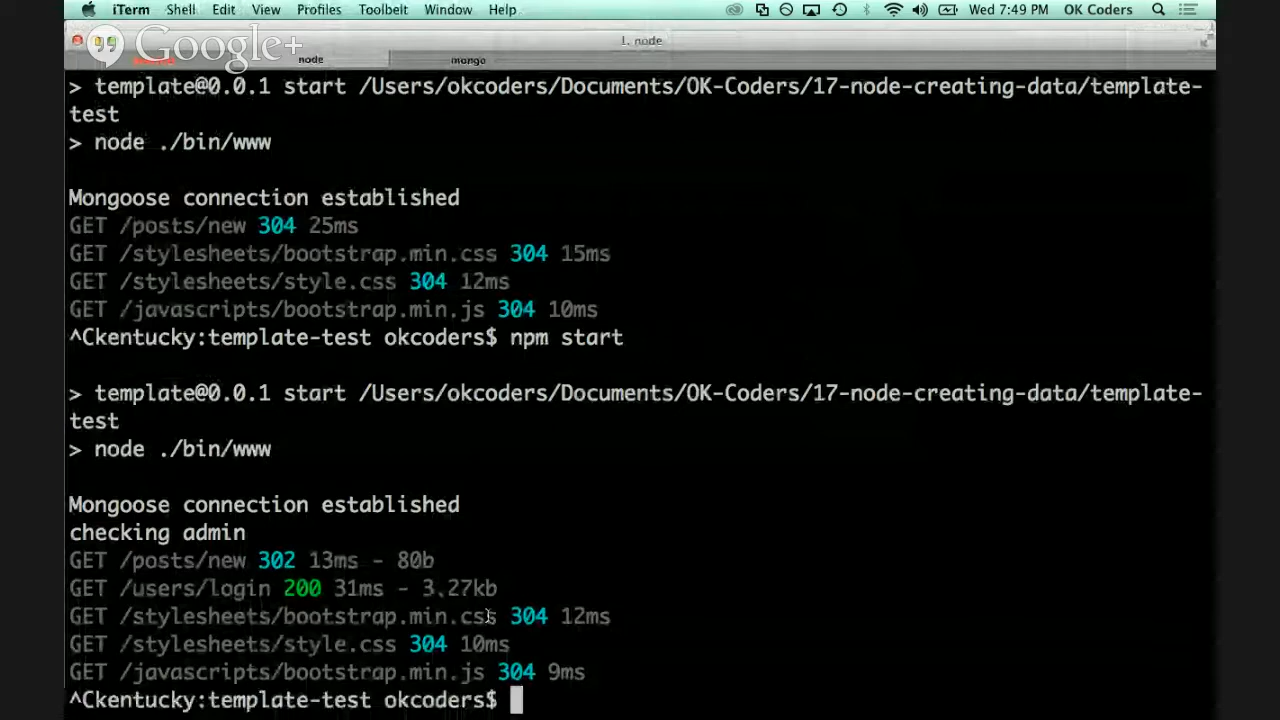 iTerm Shell Edit View Profiles Toolbelt Window Help Wed 7:49 PM OK Coders
Google+
1. node
node mongo
> template@0.0.1 start /Users/okcoders/Documents/OK-Coders/17-node-creating-data/template-
test
> node ./bin/www
Mongoose connection established
GET /posts/new 304 25ms
GET /stylesheets/bootstrap.min.css 304 15ms
GET /stylesheets/style.css 304 12ms
GET /javascripts/bootstrap.min.js 304 10ms
^Ckentucky:template-test okcoders$ npm start
> template@0.0.1 start /Users/okcoders/Documents/OK-Coders/17-node-creating-data/template-
test
> node ./bin/www
Mongoose connection established
checking admin
GET /posts/new 302 13ms - 80b
GET /users/login 200 31ms - 3.27kb
GET /stylesheets/bootstrap.min.css 304 12ms
GET /stylesheets/style.css 304 10ms
GET /javascripts/bootstrap.min.js 304 9ms
^Ckentucky:template-test okcoders$